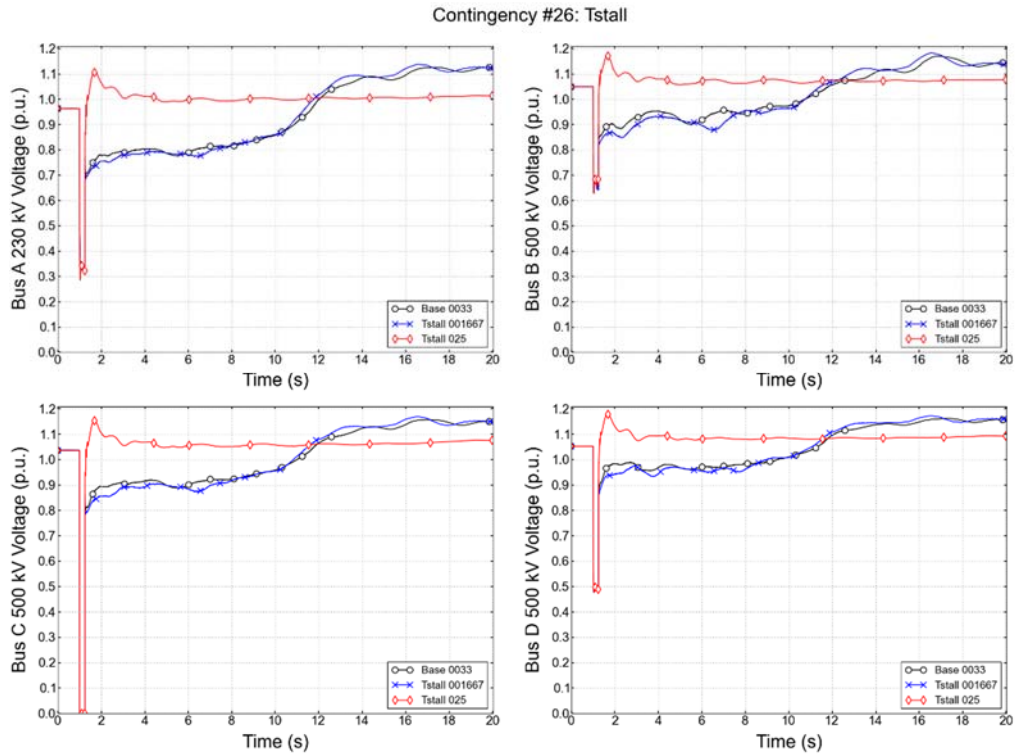 Contingency #26: Tstall
Bus A 230 kV Voltage (p.u.)
1.2
1.1
1.0
0.9
0.8
0.7
0.6
0.5
0.4
0.3
0.2
0.1
0.0
Base 0033
Tstall 001667
Tstall 025
0 2 4 6 8 10 12 14 16 18 20
Time (s)
Bus B 500 kV Voltage (p.u.)
1.2
1.1
1.0
0.9
0.8
0.7
0.6
0.5
0.4
0.3
0.2
0.1
0.0
Base 0033
Tstall 001667
Tstall 025
0 2 4 6 8 10 12 14 16 18 20
Time (s)
Bus C 500 kV Voltage (p.u.)
1.2
1.1
1.0
0.9
0.8
0.7
0.6
0.5
0.4
0.3
0.2
0.1
0.0
Base 0033
Tstall 001667
Tstall 025
0 2 4 6 8 10 12 14 16 18 20
Time (s)
Bus D 500 kV Voltage (p.u.)
1.2
1.1
1.0
0.9
0.8
0.7
0.6
0.5
0.4
0.3
0.2
0.1
0.0
Base 0033
Tstall 001667
Tstall 025
0 2 4 6 8 10 12 14 16 18 20
Time (s)